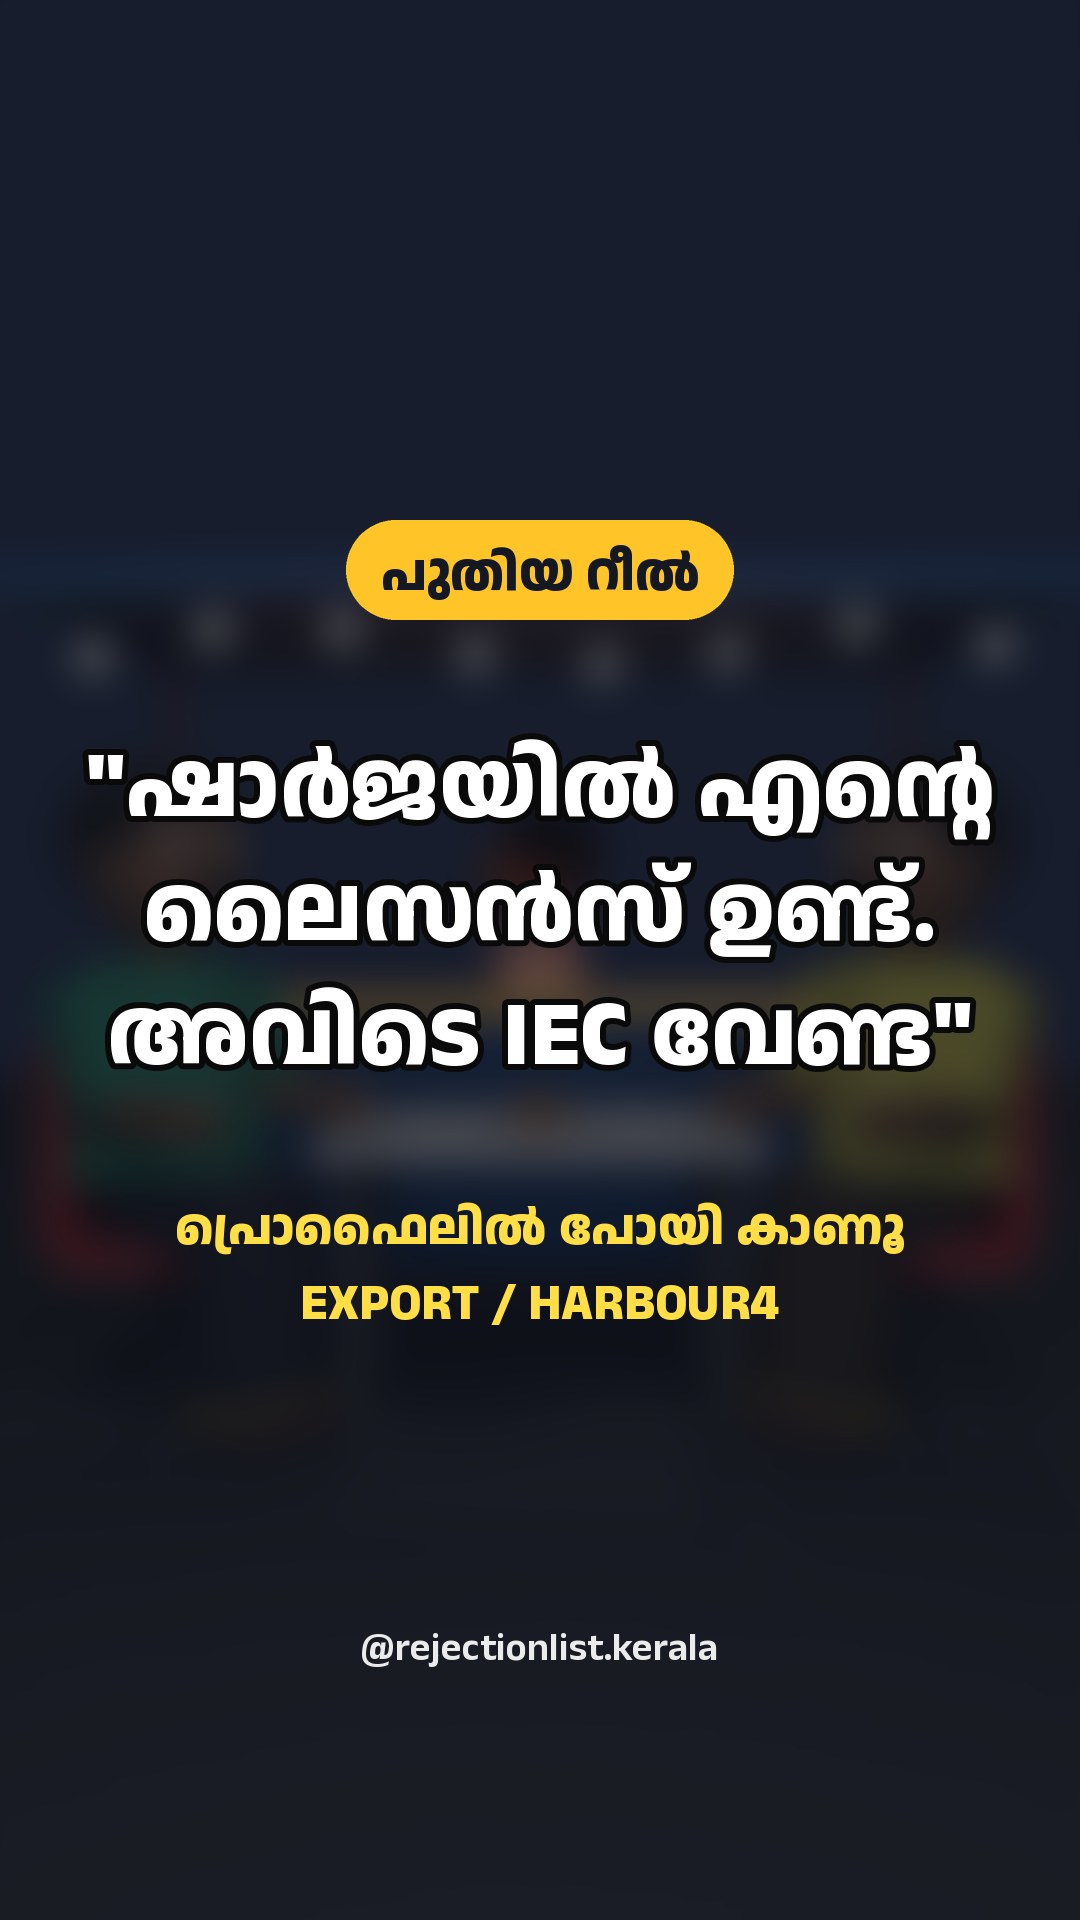 പുതിയ റീൽ
"ഷാർജയിൽ എന്റെ
ലൈസൻസ് ഉണ്ട്.
അവിടെ IEC വേണ്ട"
പ്രൊഫൈലിൽ പോയി കാണൂ
EXPORT / HARBOUR4
@rejectionlist.kerala